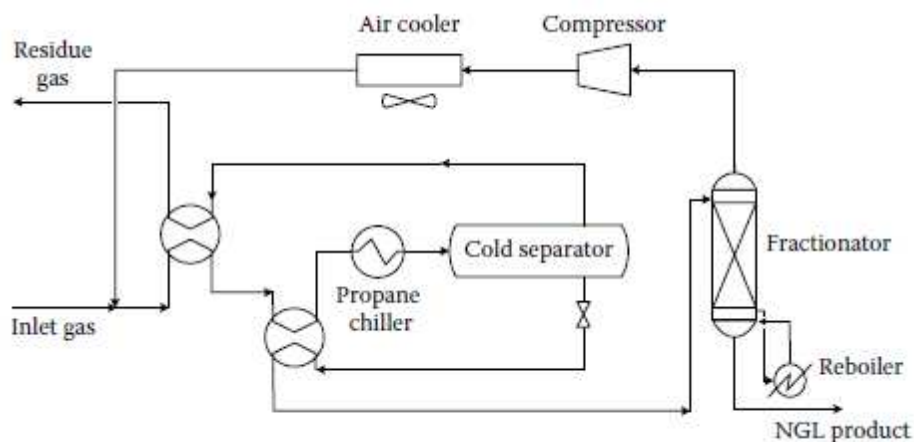 Air cooler
Compressor
Residue
gas
Cold separator
Fractionator
Propane
chiller
Inlet gas
Reboiler
NGL product